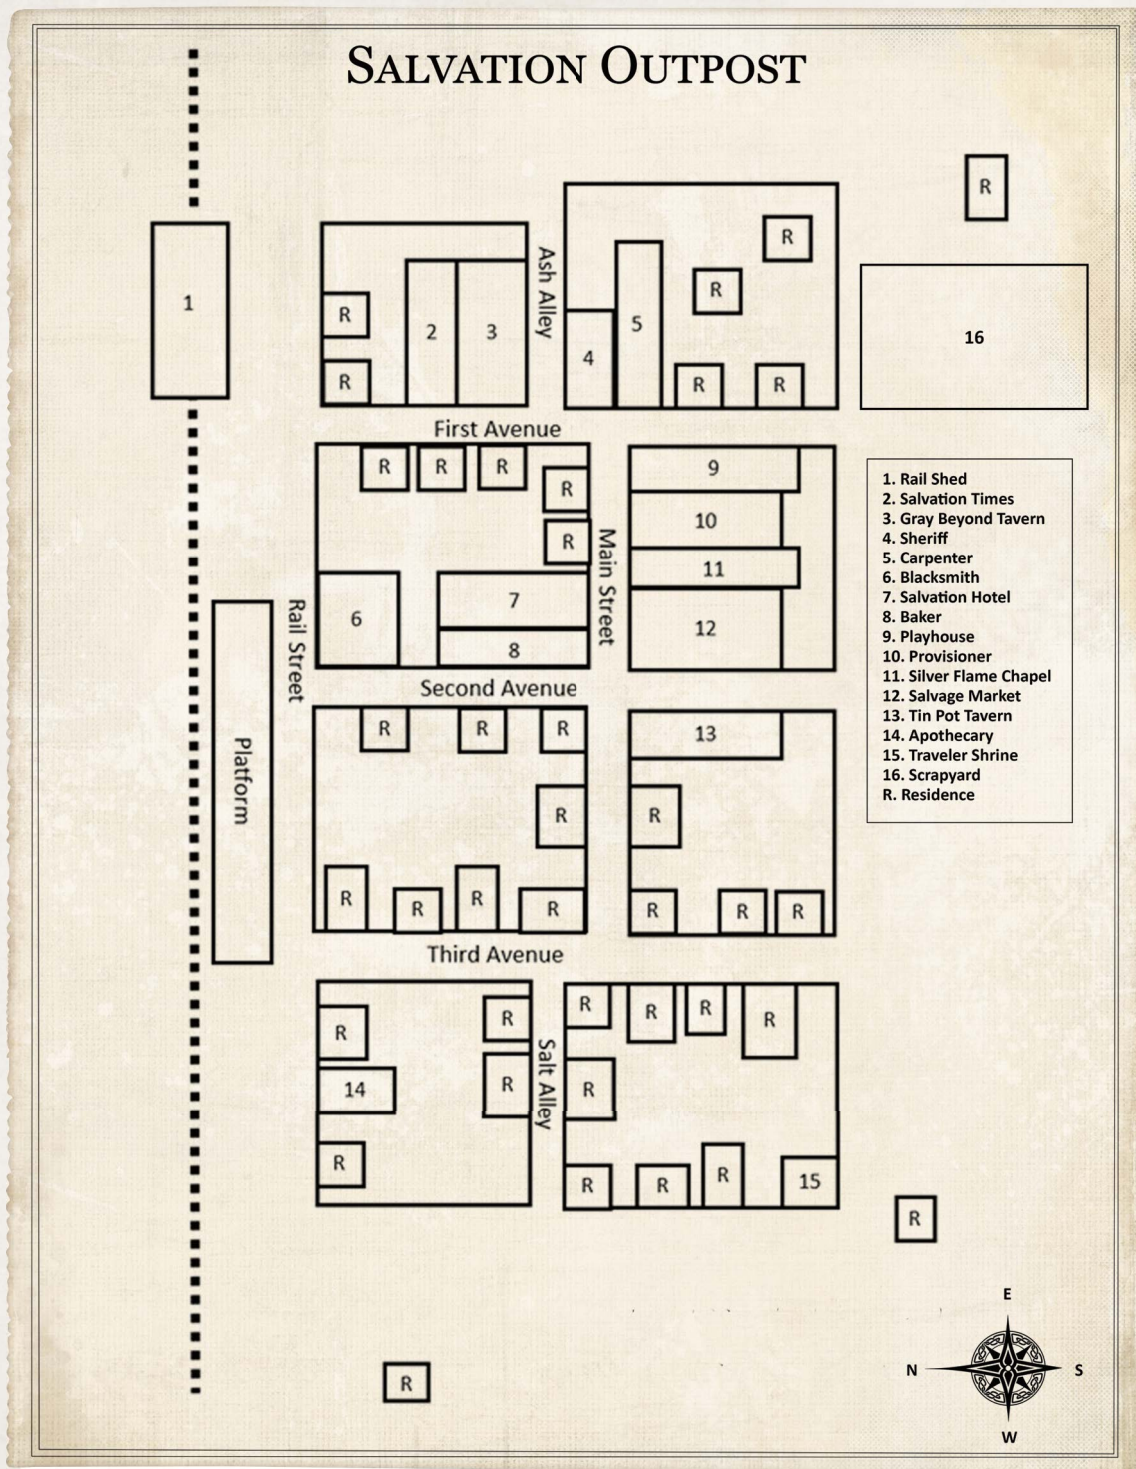 SALVATION OUTPOST
R
1
Ash Alley
R
R
R
2
3
5
16
4
R
R
R
First Avenue
R
R
R
R
R
9
10
11
12
Main Street
6
7
8
Rail Street
Second Avenue
Platform
R
R
R
13
R
R
R
R
R
R
R
R
R
Third Avenue
R
R
14
R
R
Salt Alley
R
R
R
R
R
R
R
R
15
R
R
1. Rail Shed
2. Salvation Times
3. Gray Beyond Tavern
4. Sheriff
5. Carpenter
6. Blacksmith
7. Salvation Hotel
8. Baker
9. Playhouse
10. Provisioner
11. Silver Flame Chapel
12. Salvage Market
13. Tin Pot Tavern
14. Apothecary
15. Traveler Shrine
16. Scrapyard
R. Residence
E
N
S
W